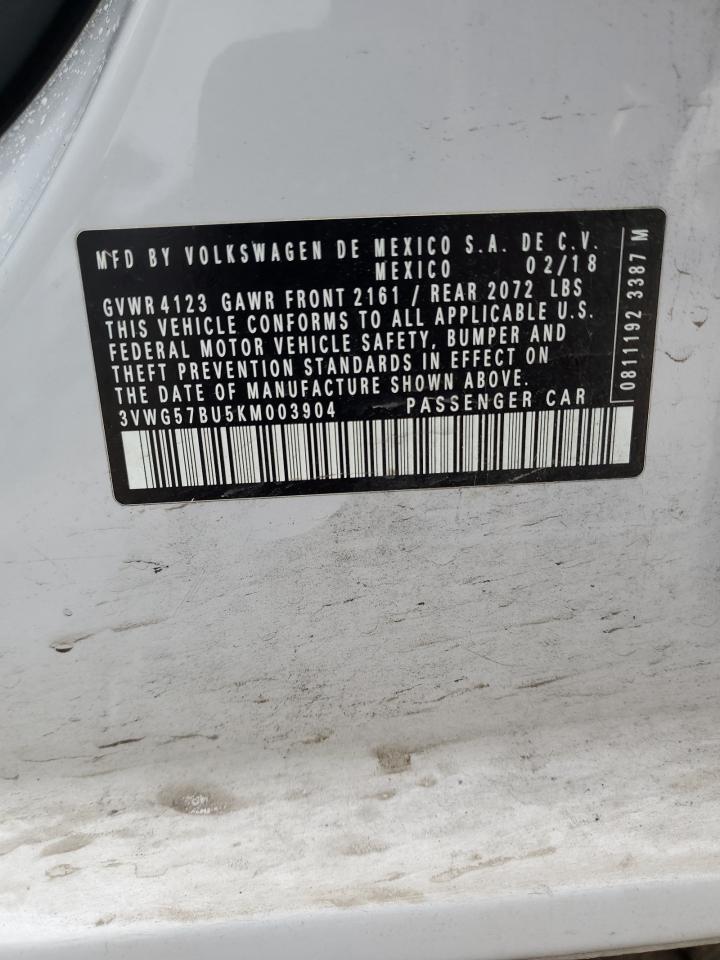 MFD BY VOLKSWAGEN DE MEXICO S.A. DE C.V.
MEXICO 02/18
GVWR 4123 GAWR FRONT 2161 / REAR 2072 LBS
THIS VEHICLE CONFORMS TO ALL APPLICABLE U.S.
FEDERAL MOTOR VEHICLE SAFETY, BUMPER AND
THEFT PREVENTION STANDARDS IN EFFECT ON
THE DATE OF MANUFACTURE SHOWN ABOVE.
3VWG57BU5KM003904 PASSENGER CAR
0811192 3387 M